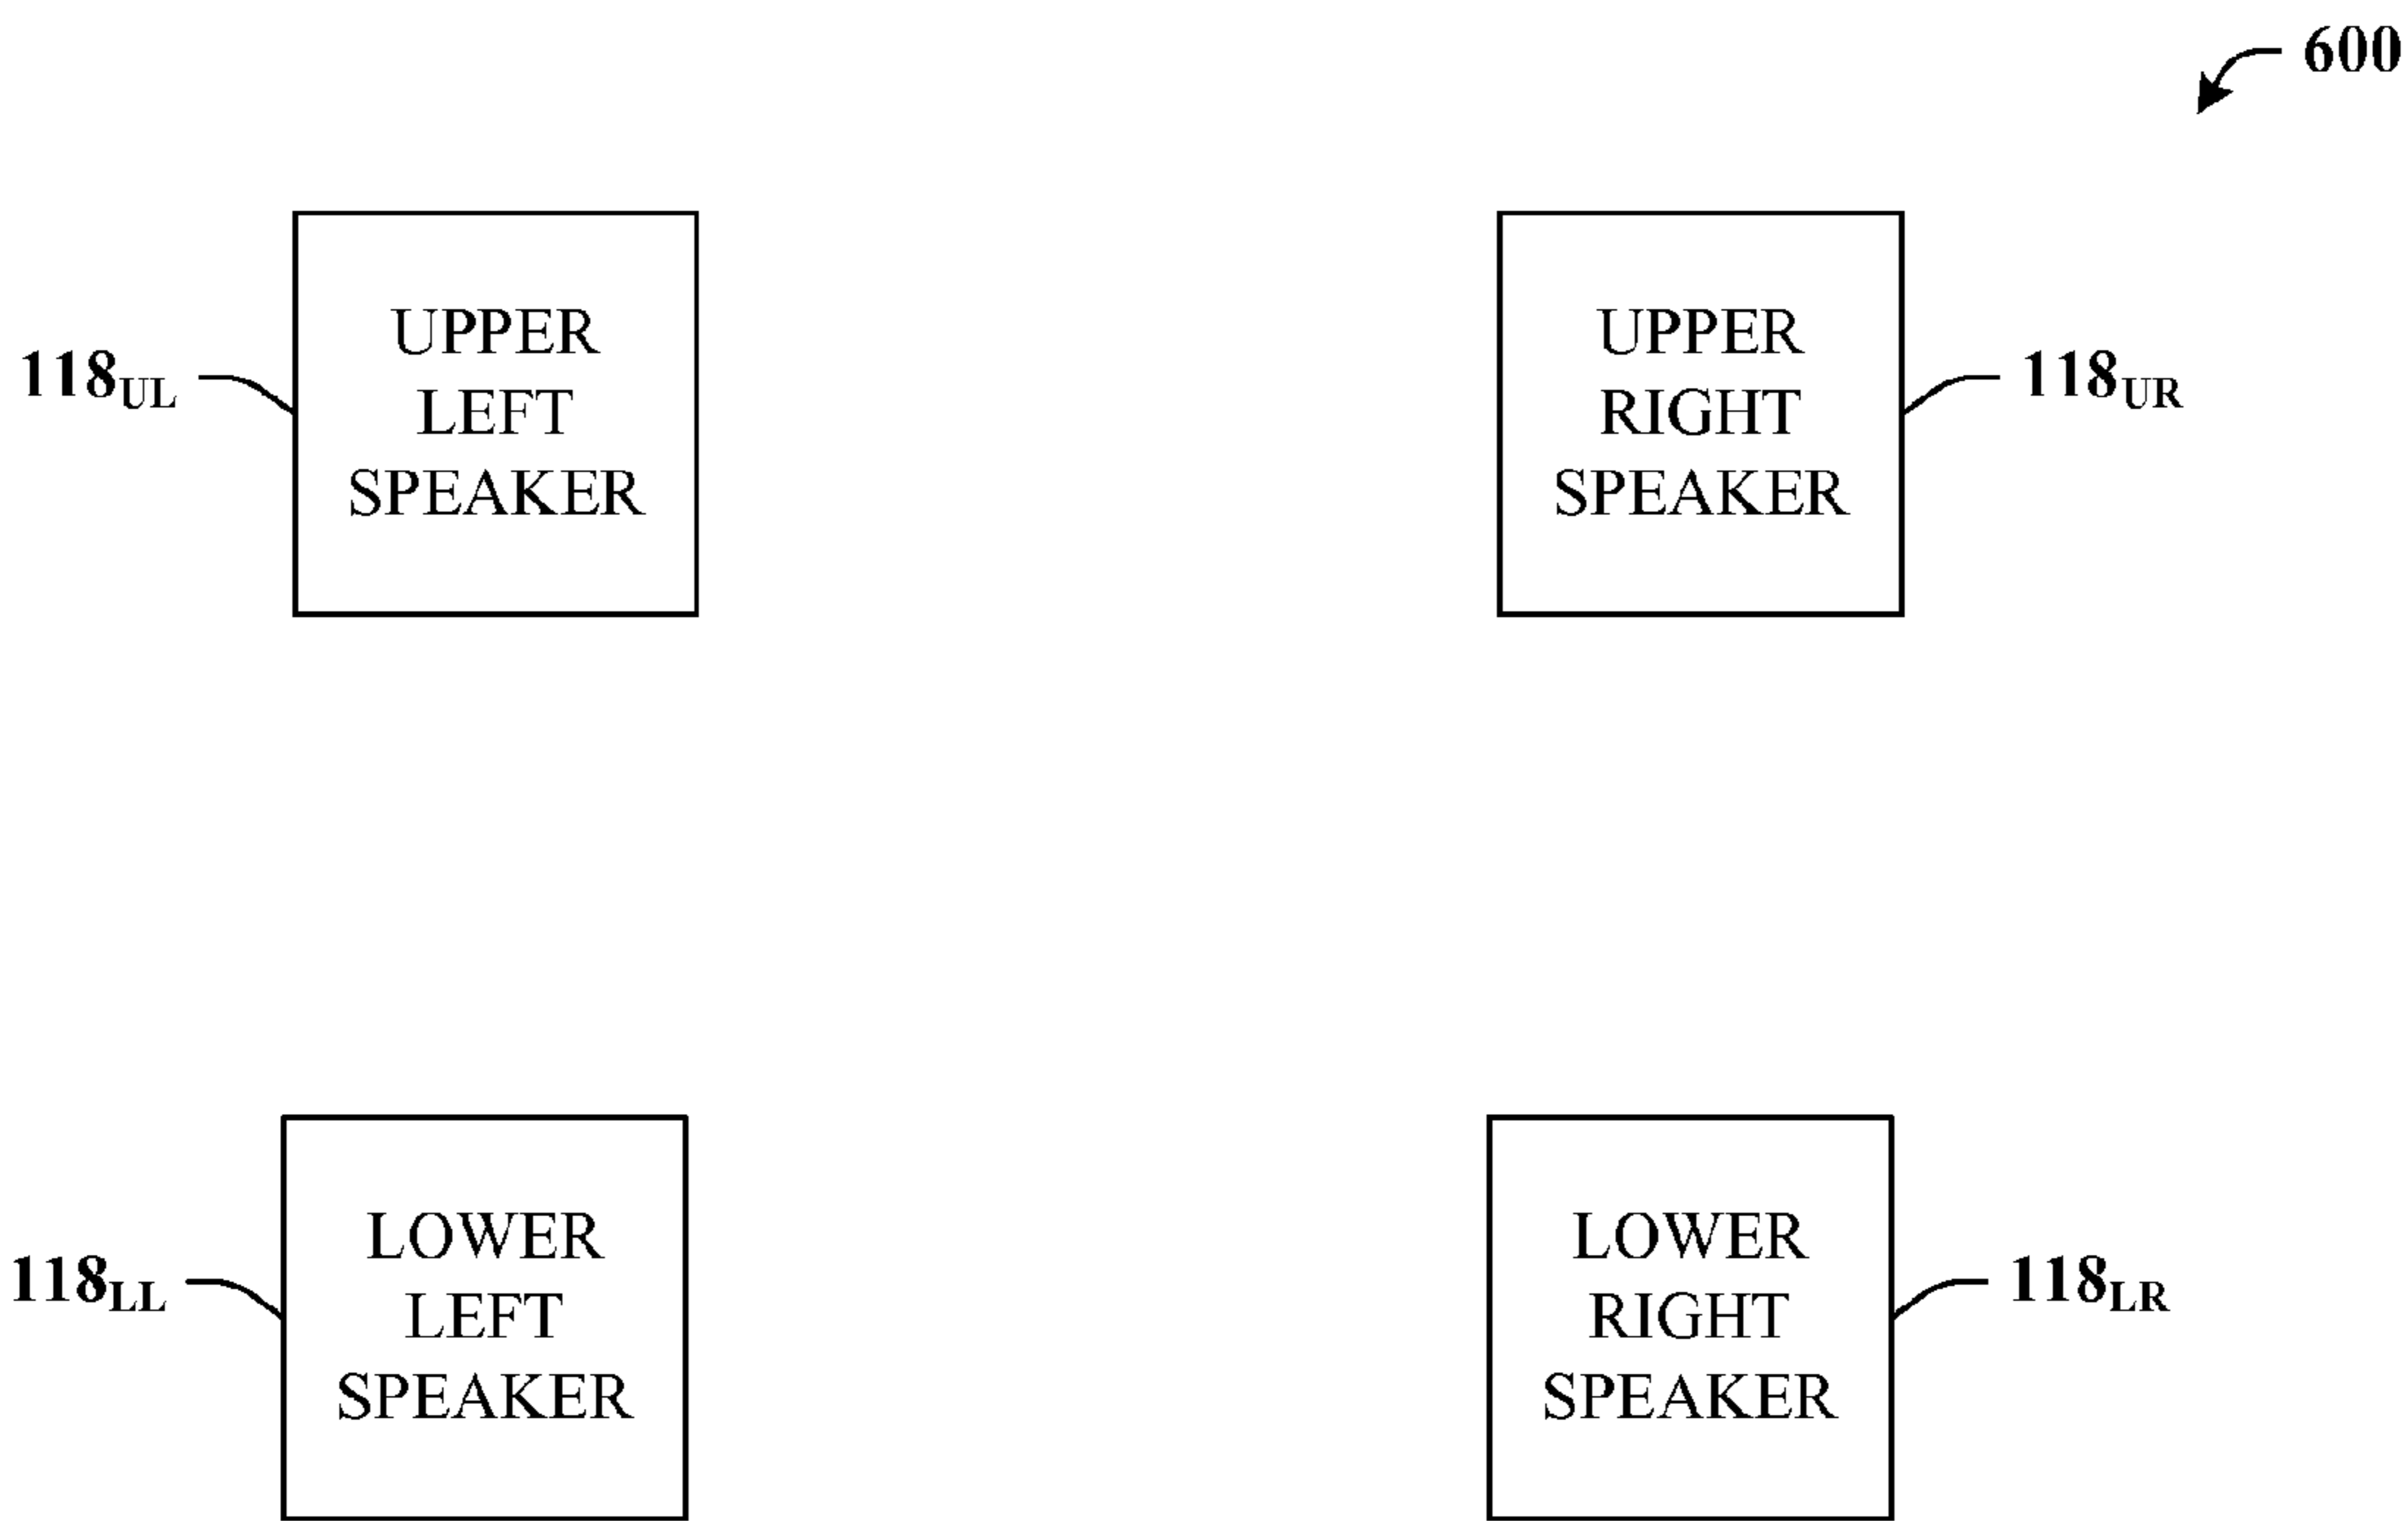 600
UPPER
LEFT
SPEAKER
118UL
UPPER
RIGHT
SPEAKER
118UR
LOWER
LEFT
SPEAKER
118LL
LOWER
RIGHT
SPEAKER
118LR